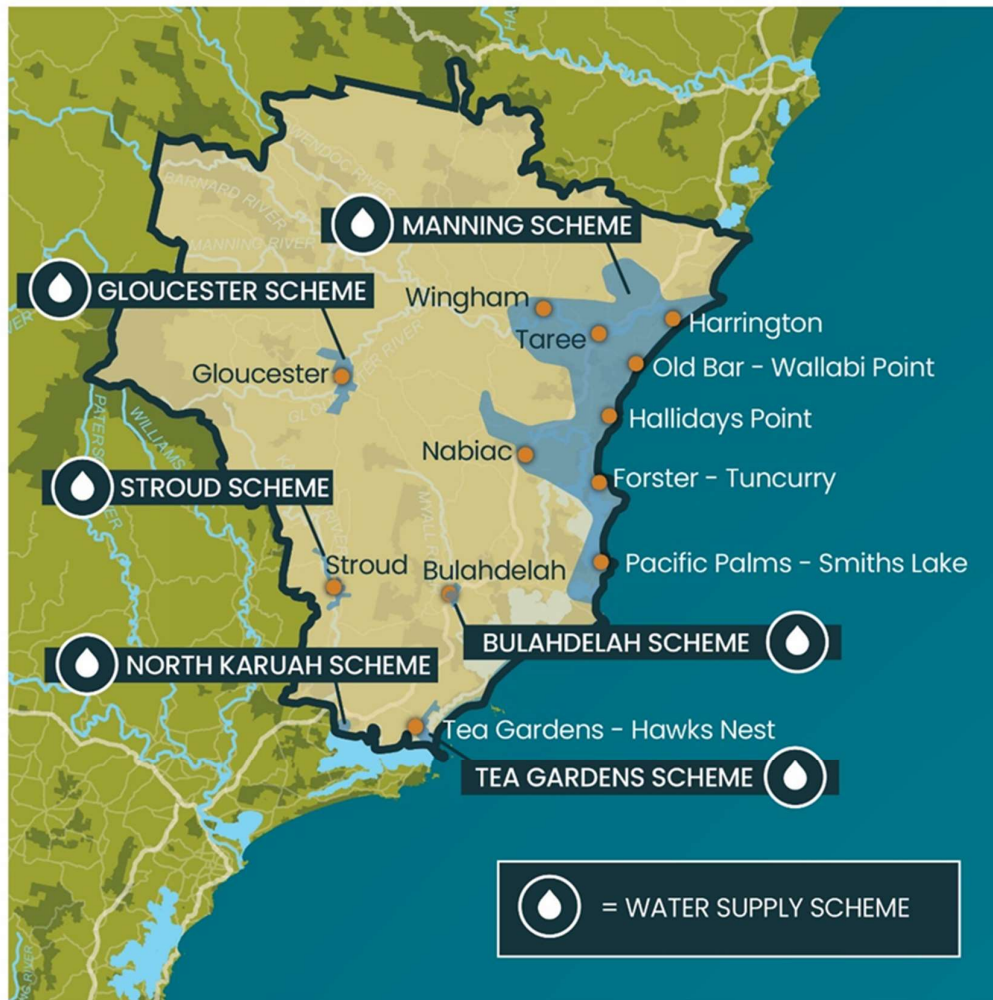 BARNARD RIVER
MANNING RIVER
MANNING SCHEME
GLOUCESTER SCHEME
Wingham
Taree
Harrington
Old Bar - Wallabi Point
Gloucester
Hallidays Point
WILLIAMS
Nabiac
Forster - Tuncurry
STROUD SCHEME
Stroud
Bulahdelah
Pacific Palms - Smiths Lake
BULAHDELAH SCHEME
NORTH KARUAH SCHEME
Tea Gardens - Hawks Nest
TEA GARDENS SCHEME
= WATER SUPPLY SCHEME